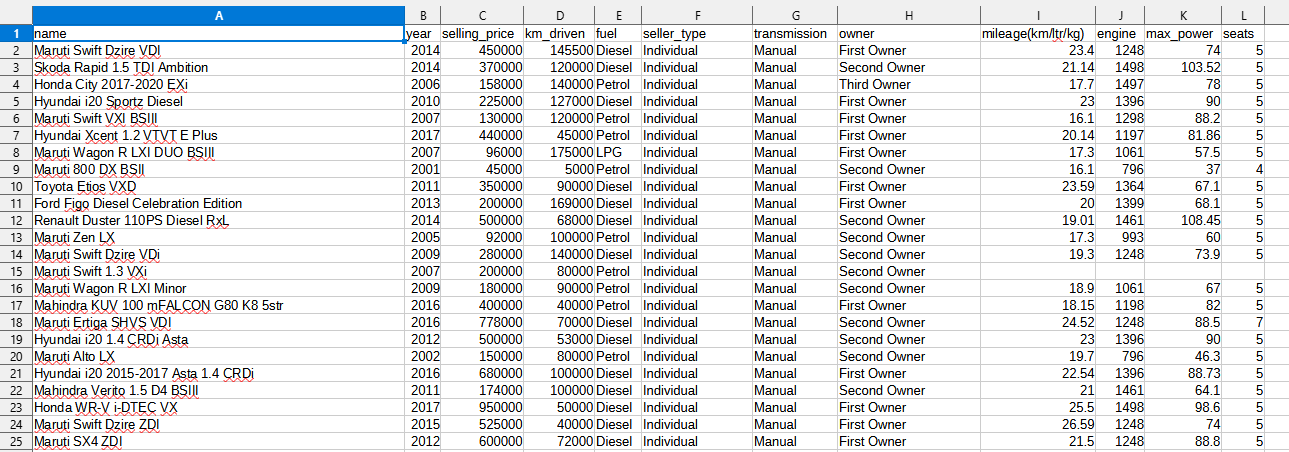 A B C D E F G H I J K L
1 name year selling_price km_driven fuel seller_type transmission owner mileage(km/ltr/kg) engine max_power seats
2 Maruti Swift Dzire VDI 2014 450000 145500 Diesel Individual Manual First Owner 23.4 1248 74 5
3 Skoda Rapid 1.5 TDI Ambition 2014 370000 120000 Diesel Individual Manual Second Owner 21.14 1498 103.52 5
4 Honda City 2017-2020 EXi 2006 158000 140000 Petrol Individual Manual Third Owner 17.7 1497 78 5
5 Hyundai i20 Sportz Diesel 2010 225000 127000 Diesel Individual Manual First Owner 23 1396 90 5
6 Maruti Swift VXI BSIII 2007 130000 120000 Petrol Individual Manual First Owner 16.1 1298 88.2 5
7 Hyundai Xcent 1.2 VTVT E Plus 2017 440000 45000 Petrol Individual Manual First Owner 20.14 1197 81.86 5
8 Maruti Wagon R LXI DUO BSIII 2007 96000 175000 LPG Individual Manual First Owner 17.3 1061 57.5 5
9 Maruti 800 DX BSII 2001 45000 5000 Petrol Individual Manual Second Owner 16.1 796 37 4
10 Toyota Etios VXD 2011 350000 90000 Diesel Individual Manual First Owner 23.59 1364 67.1 5
11 Ford Figo Diesel Celebration Edition 2013 200000 169000 Diesel Individual Manual First Owner 20 1399 68.1 5
12 Renault Duster 110PS Diesel RxL 2014 500000 68000 Diesel Individual Manual Second Owner 19.01 1461 108.45 5
13 Maruti Zen LX 2005 92000 100000 Petrol Individual Manual Second Owner 17.3 993 60 5
14 Maruti Swift Dzire VDi 2009 280000 140000 Diesel Individual Manual Second Owner 19.3 1248 73.9 5
15 Maruti Swift 1.3 VXi 2007 200000 80000 Petrol Individual Manual Second Owner
16 Maruti Wagon R LXI Minor 2009 180000 90000 Petrol Individual Manual Second Owner 18.9 1061 67 5
17 Mahindra KUV 100 mFALCON G80 K8 5str 2016 400000 40000 Petrol Individual Manual First Owner 18.15 1198 82 5
18 Maruti Ertiga SHVS VDI 2016 778000 70000 Diesel Individual Manual Second Owner 24.52 1248 88.5 7
19 Hyundai i20 1.4 CRDi Asta 2012 500000 53000 Diesel Individual Manual Second Owner 23 1396 90 5
20 Maruti Alto LX 2002 150000 80000 Petrol Individual Manual Second Owner 19.7 796 46.3 5
21 Hyundai i20 2015-2017 Asta 1.4 CRDi 2016 680000 100000 Diesel Individual Manual First Owner 22.54 1396 88.73 5
22 Mahindra Verito 1.5 D4 BSIII 2011 174000 100000 Diesel Individual Manual Second Owner 21 1461 64.1 5
23 Honda WR-V i-DTEC VX 2017 950000 50000 Diesel Individual Manual First Owner 25.5 1498 98.6 5
24 Maruti Swift Dzire ZDI 2015 525000 40000 Diesel Individual Manual First Owner 26.59 1248 74 5
25 Maruti SX4 ZDI 2012 600000 72000 Diesel Individual Manual First Owner 21.5 1248 88.8 5